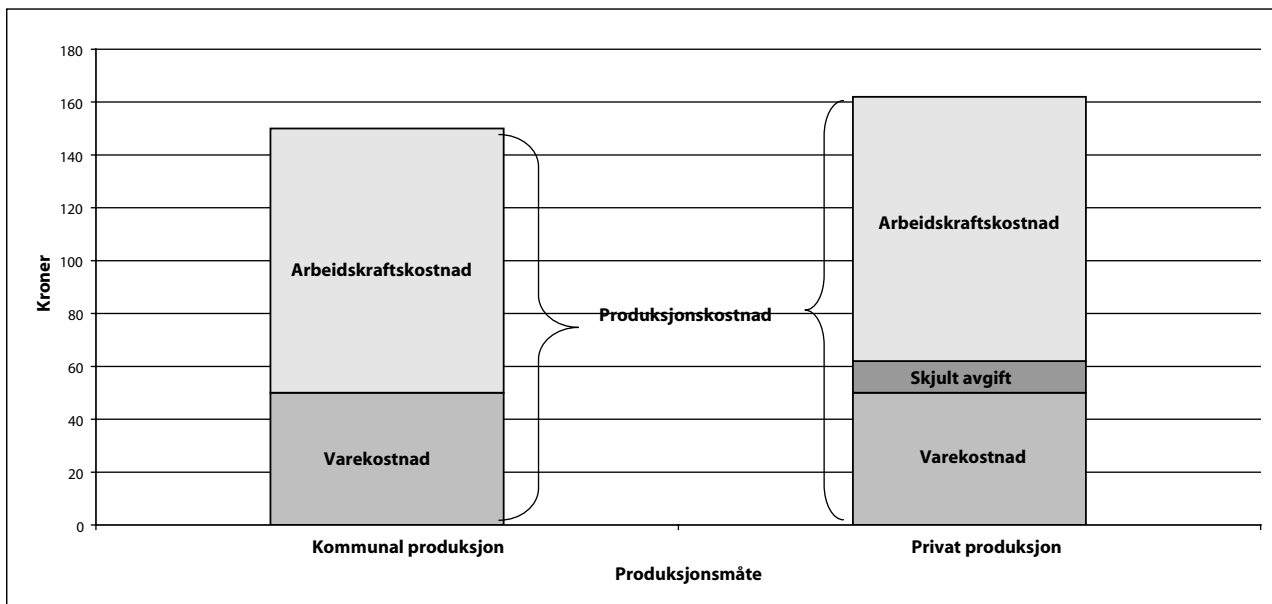 180
160
140
120
100
80
60
40
20
0
Kroner
Arbeidskraftskostnad
Varekostnad
Produksjonskostnad
Arbeidskraftskostnad
Skjult avgift
Varekostnad
Kommunal produksjon
Privat produksjon
Produksjonsmåte